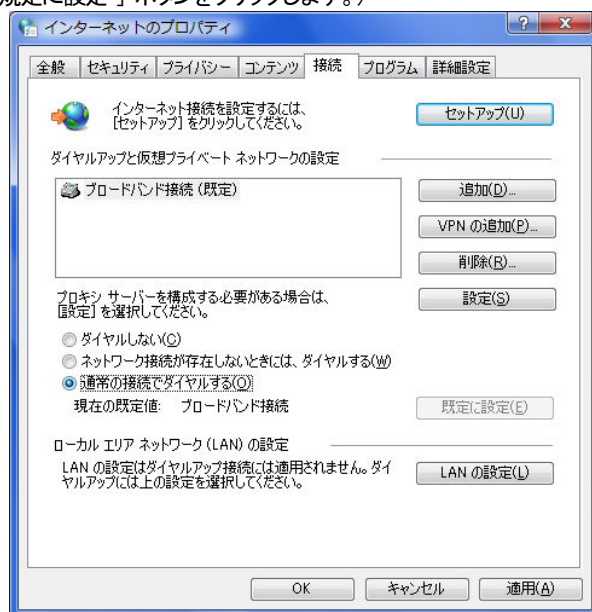 規定に設定」ボタンをクリックします。)
インターネットのプロパティ
全般 セキュリティ プライバシー コンテンツ 接続 プログラム 詳細設定
インターネット接続を設定するには、
[セットアップ] をクリックしてください。
セットアップ(U)
ダイヤルアップと仮想プライベート ネットワークの設定
ブロードバンド接続 (既定)
追加(D)...
VPN の追加(P)...
削除(R)...
プロキシ サーバーを構成する必要がある場合は、
[設定] を選択してください。
設定(S)
ダイヤルしない(C)
ネットワーク接続が存在しないときには、ダイヤルする(W)
通常の接続でダイヤルする(O)
現在の既定値: ブロードバンド接続
既定に設定(E)
ローカル エリア ネットワーク (LAN) の設定
LAN の設定はダイヤルアップ接続には適用されません。ダイ
ヤルアップには上の設定を選択してください。
LAN の設定(L)
OK キャンセル 適用(A)